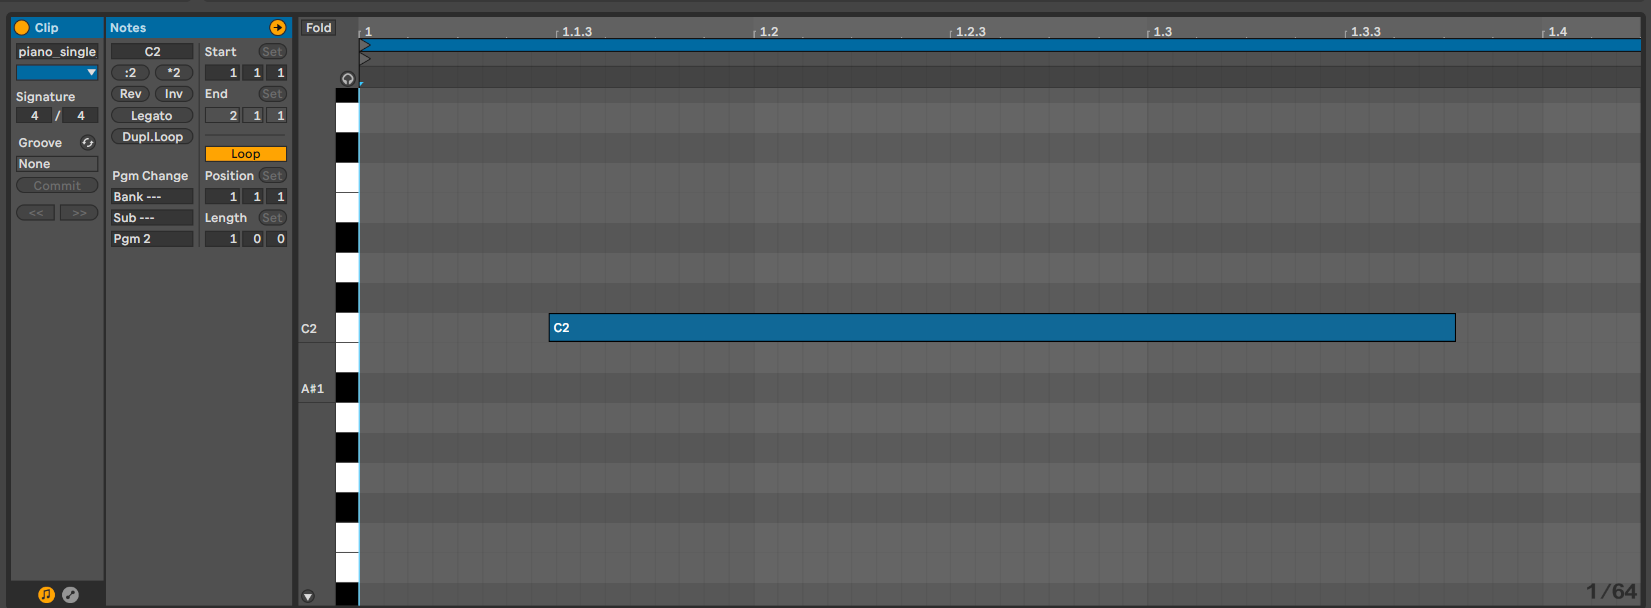 Clip
piano_single
Signature
4 / 4
Groove
None
Commit
<< >>
Notes
C2
:2 *2
Rev Inv
Legato
Dupl.Loop
Pgm Change
Bank ---
Sub ---
Pgm 2
Start Set
1 1 1
End Set
2 1 1
Loop
Position Set
1 1 1
Length Set
1 0 0
Fold
1 1.1.3 1.2 1.2.3 1.3 1.3.3 1.4
C2 C2
A#1
1/64